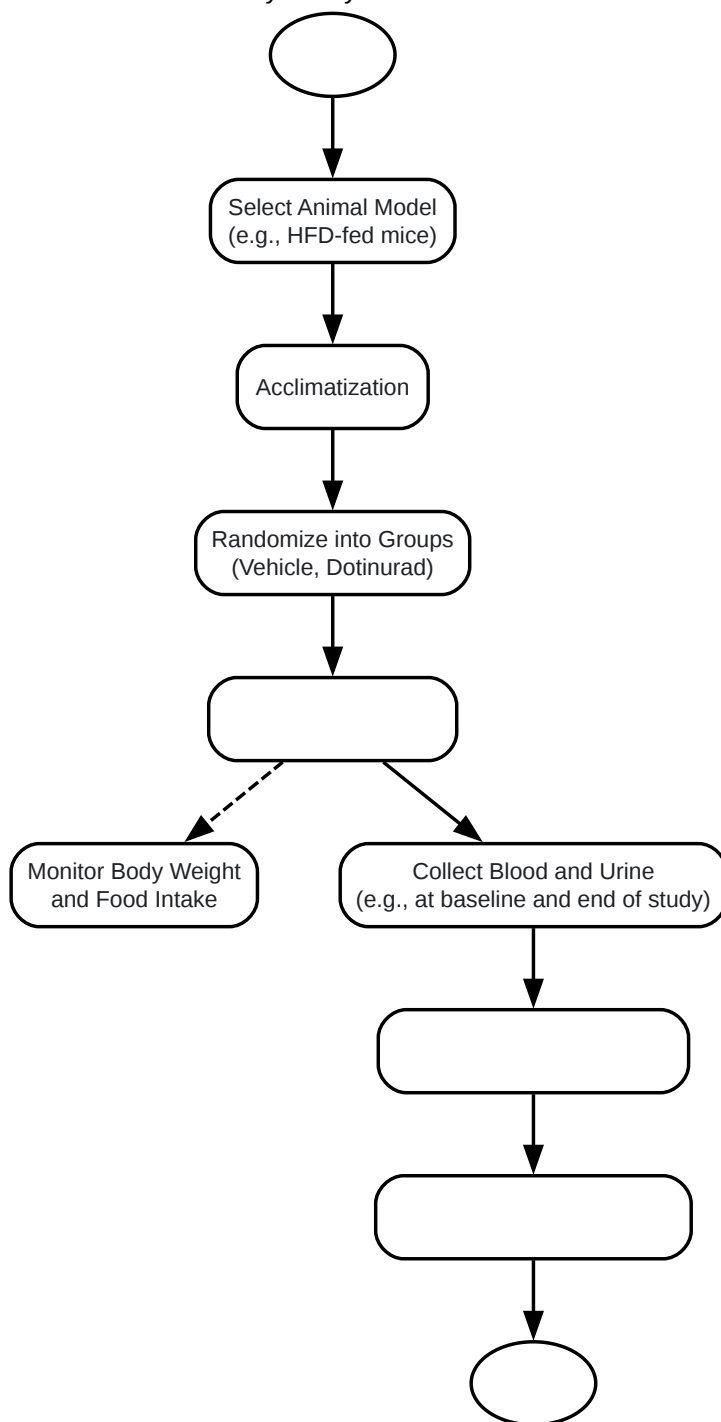 Select Animal Model
(e.g., HFD-fed mice)
Acclimatization
Randomize into Groups
(Vehicle, Dotinurad)
Monitor Body Weight
and Food Intake
Collect Blood and Urine
(e.g., at baseline and end of study)